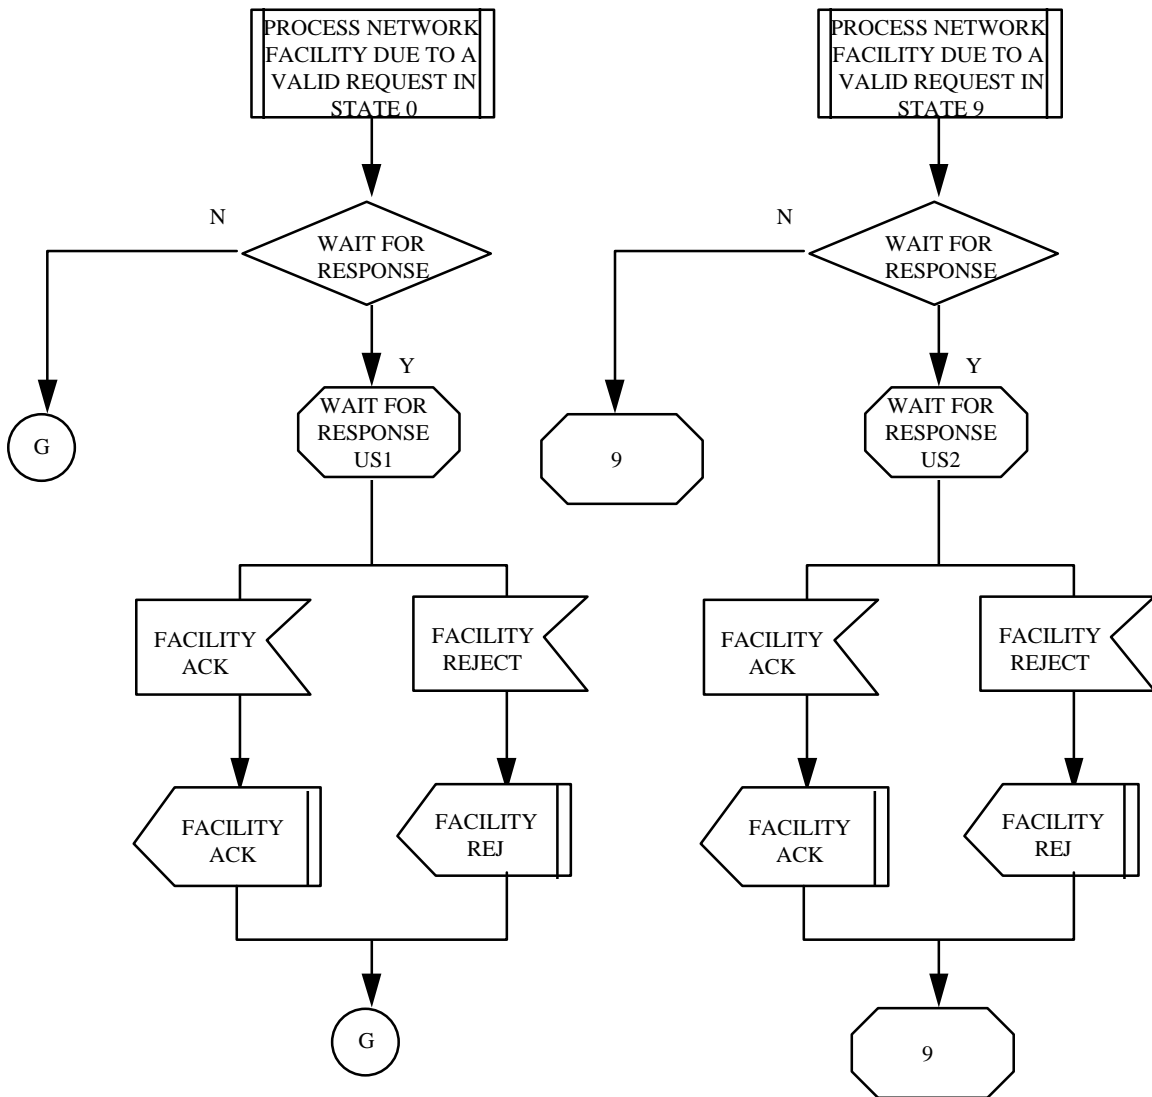 PROCESS NETWORK
FACILITY DUE TO A
VALID REQUEST IN
STATE 0
N
WAIT FOR
RESPONSE
Y
G
WAIT FOR
RESPONSE
US1
FACILITY
ACK
FACILITY
REJECT
FACILITY
ACK
FACILITY
REJ
G
PROCESS NETWORK
FACILITY DUE TO A
VALID REQUEST IN
STATE 9
N
WAIT FOR
RESPONSE
Y
9
WAIT FOR
RESPONSE
US2
FACILITY
ACK
FACILITY
REJECT
FACILITY
ACK
FACILITY
REJ
9